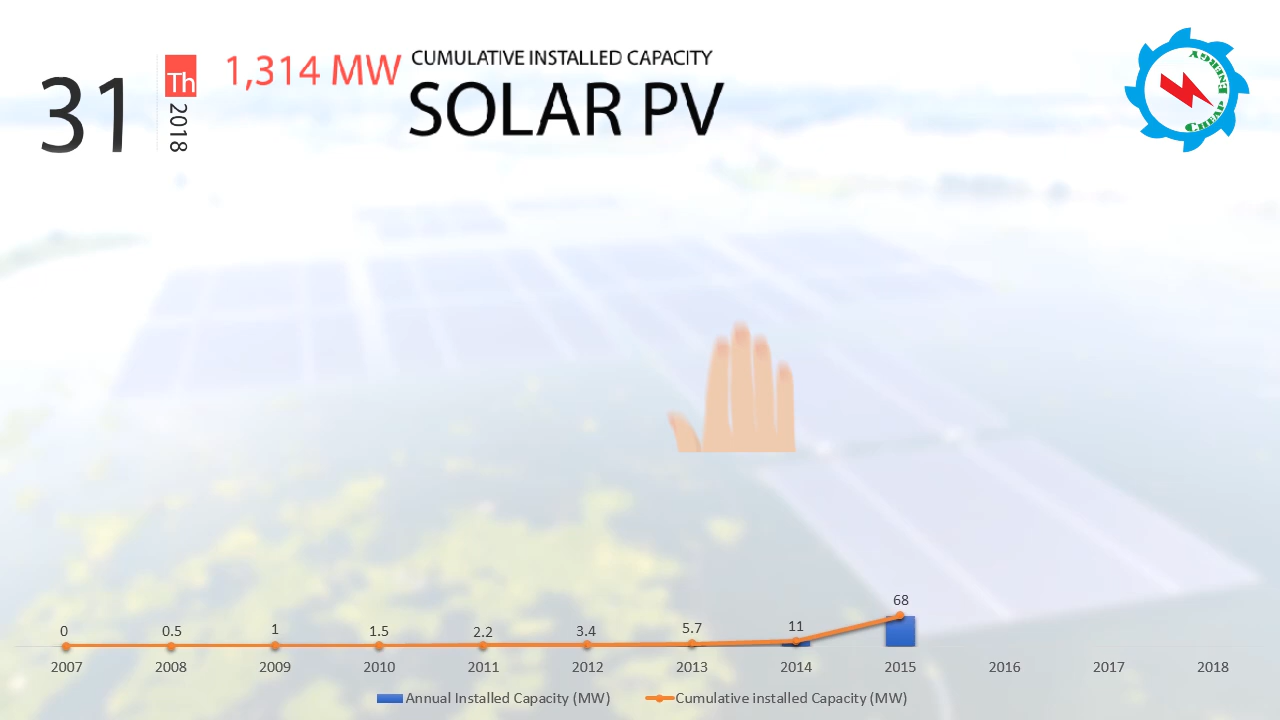 31
Th
2018
1,314 MW
CUMULATIVE INSTALLED CAPACITY
SOLAR PV
CHEAP ENERGY
0 0.5 1 1.5 2.2 3.4 5.7 11 68
2007 2008 2009 2010 2011 2012 2013 2014 2015 2016 2017 2018
Annual Installed Capacity (MW) Cumulative installed Capacity (MW)